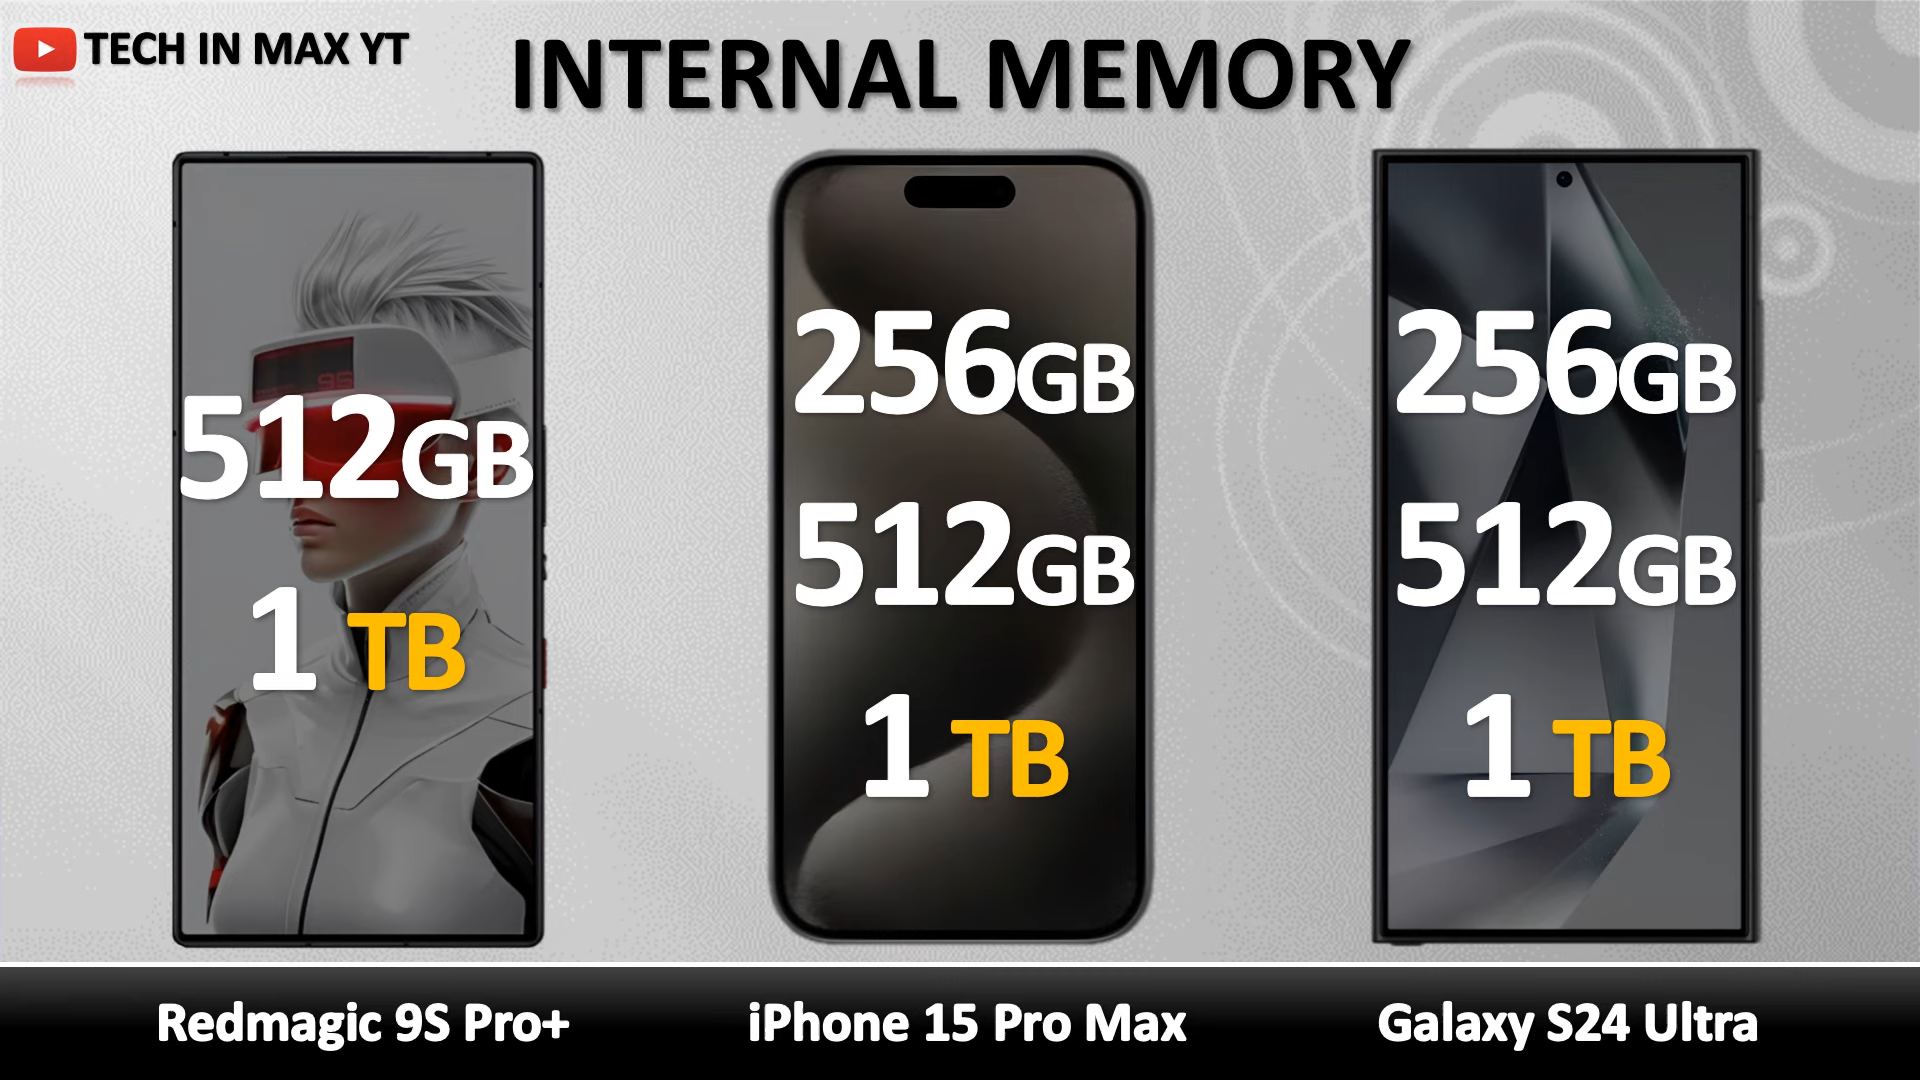 TECH IN MAX YT
INTERNAL MEMORY
512GB
1 TB
256GB
512GB
1 TB
256GB
512GB
1 TB
Redmagic 9S Pro+
iPhone 15 Pro Max
Galaxy S24 Ultra